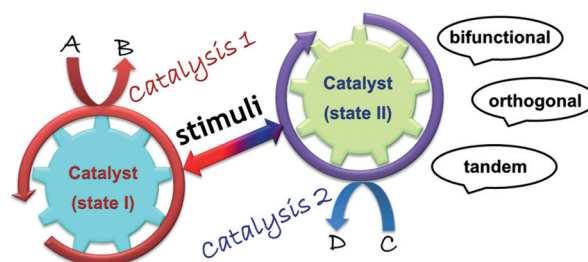 A B
Catalysis 1
Catalyst
(state I)
stimuli
Catalyst
(state II)
Catalysis 2
D C
bifunctional
orthogonal
tandem